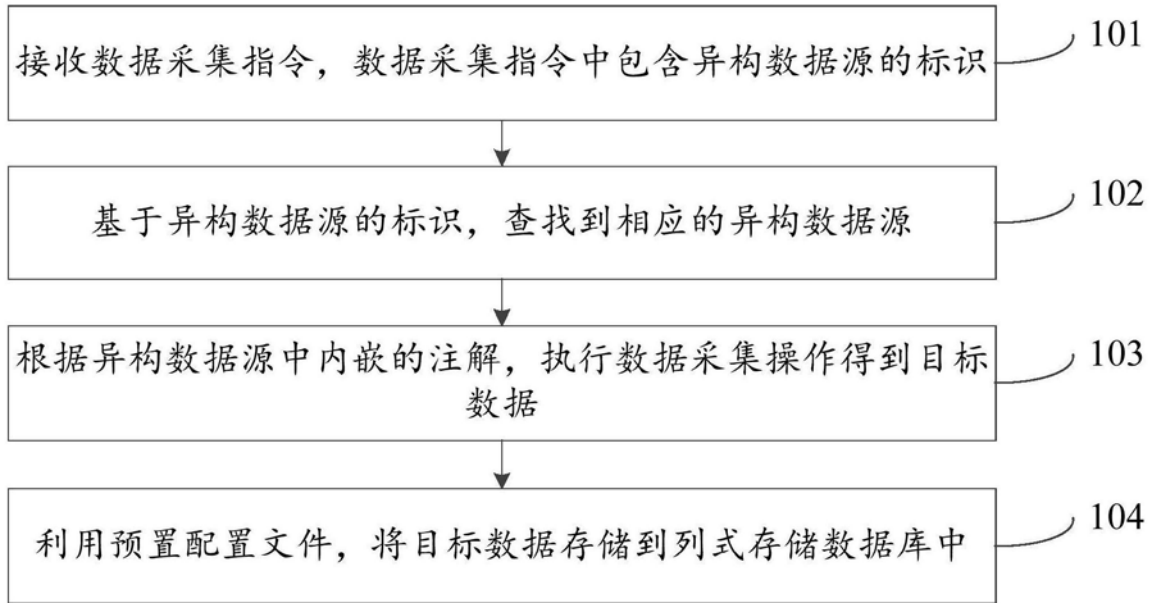 接收数据采集指令，数据采集指令中包含异构数据源的标识
101
基于异构数据源的标识，查找到相应的异构数据源
102
根据异构数据源中内嵌的注解，执行数据采集操作得到目标
数据
103
利用预置配置文件，将目标数据存储到列式存储数据库中
104